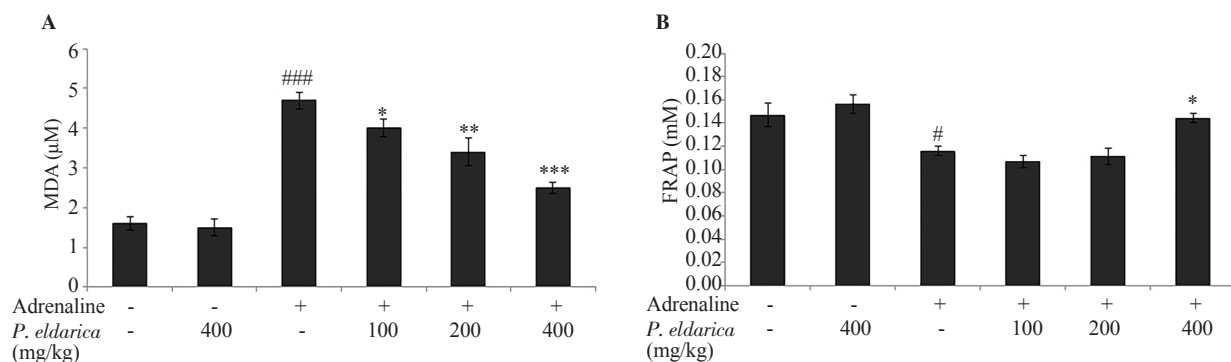 A
MDA (μM)
6
5
4
3
2
1
0
###
*
**
***
Adrenaline - - + + + +
P. eldarica - 400 - 100 200 400
(mg/kg)
B
FRAP (mM)
0.20
0.18
0.16
0.14
0.12
0.10
0.08
0.06
0.04
0.02
0.00
#
*
Adrenaline - - + + + +
P. eldarica - 400 - 100 200 400
(mg/kg)